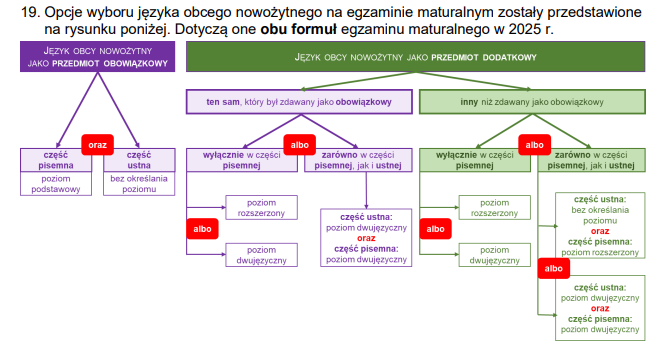 19. Opcje wyboru języka obcego nowożytnego na egzaminie maturalnym zostały przedstawione
na rysunku poniżej. Dotyczą one obu formuł egzaminu maturalnego w 2025 r.
JĘZYK OBCY NOWOŻYTNY
JAKO PRZEDMIOT OBOWIĄZKOWY
JĘZYK OBCY NOWOŻYTNY JAKO PRZEDMIOT DODATKOWY
ten sam, który był zdawany jako obowiązkowy
inny niż zdawany jako obowiązkowy
oraz
albo
albo
część
pisemna
część
ustna
wyłącznie w części
pisemnej
zarówno w części
pisemnej, jak i ustnej
wyłącznie w części
pisemnej
zarówno w części
pisemnej, jak i ustnej
poziom
podstawowy
bez określania
poziomu
poziom
rozszerzony
albo
poziom
dwujęzyczny
część ustna:
poziom dwujęzyczny
oraz
część pisemna:
poziom dwujęzyczny
poziom
rozszerzony
albo
poziom
dwujęzyczny
część ustna:
bez określania
poziomu
oraz
część pisemna:
poziom rozszerzony
albo
część ustna:
poziom dwujęzyczny
oraz
część pisemna:
poziom dwujęzyczny